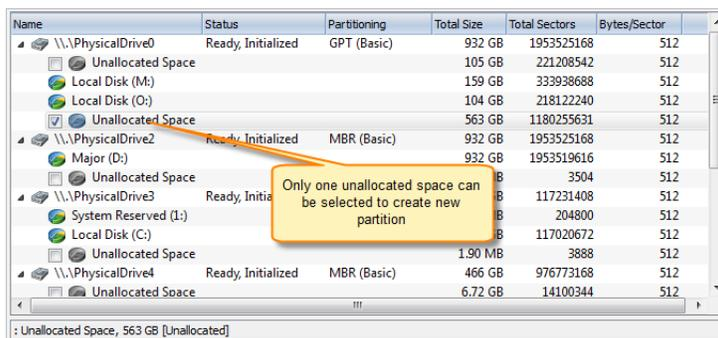 Name Status Partitioning Total Size Total Sectors Bytes/Sector
\\.\PhysicalDrive0 Ready, Initialized GPT (Basic) 932 GB 1953525168 512
Unallocated Space 105 GB 221208542 512
Local Disk (M:) 159 GB 333938688 512
Local Disk (O:) 104 GB 218122240 512
Unallocated Space 563 GB 1180255631 512
\\.\PhysicalDrive2 Ready, Initialized MBR (Basic) 932 GB 1953525168 512
Major (D:) 932 GB 1953519616 512
Unallocated Space 3504 512
\\.\PhysicalDrive3 Ready, 117231408 512
System Reserved (1:) 204800 512
Local Disk (C:) 117020672 512
Unallocated Space 1.90 MB 3888 512
\\.\PhysicalDrive4 Ready, Initialized MBR (Basic) 466 GB 976773168 512
Unallocated Space 6.72 GB 14100344 512
Only one unallocated space can
be selected to create new
partition
: Unallocated Space, 563 GB [Unallocated]